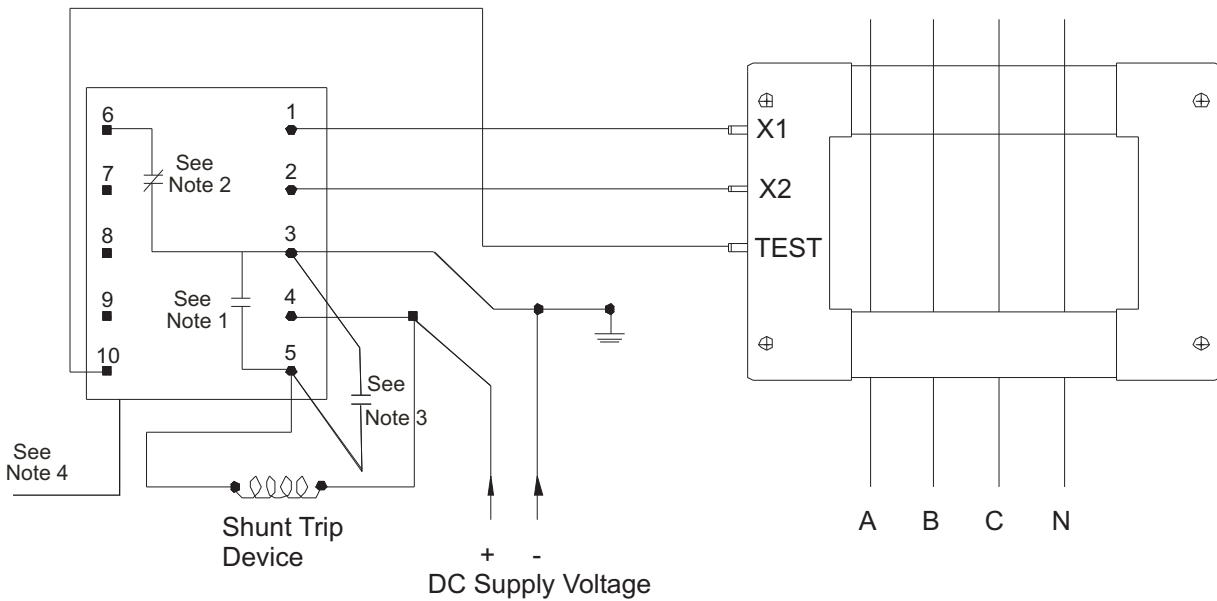 6
1
X1
See
Note 2
7
2
X2
8
3
TEST
See
Note 1
9
4
10
5
See
Note 3
See
Note 4
Shunt Trip
Device
A B C N
+ -
DC Supply Voltage